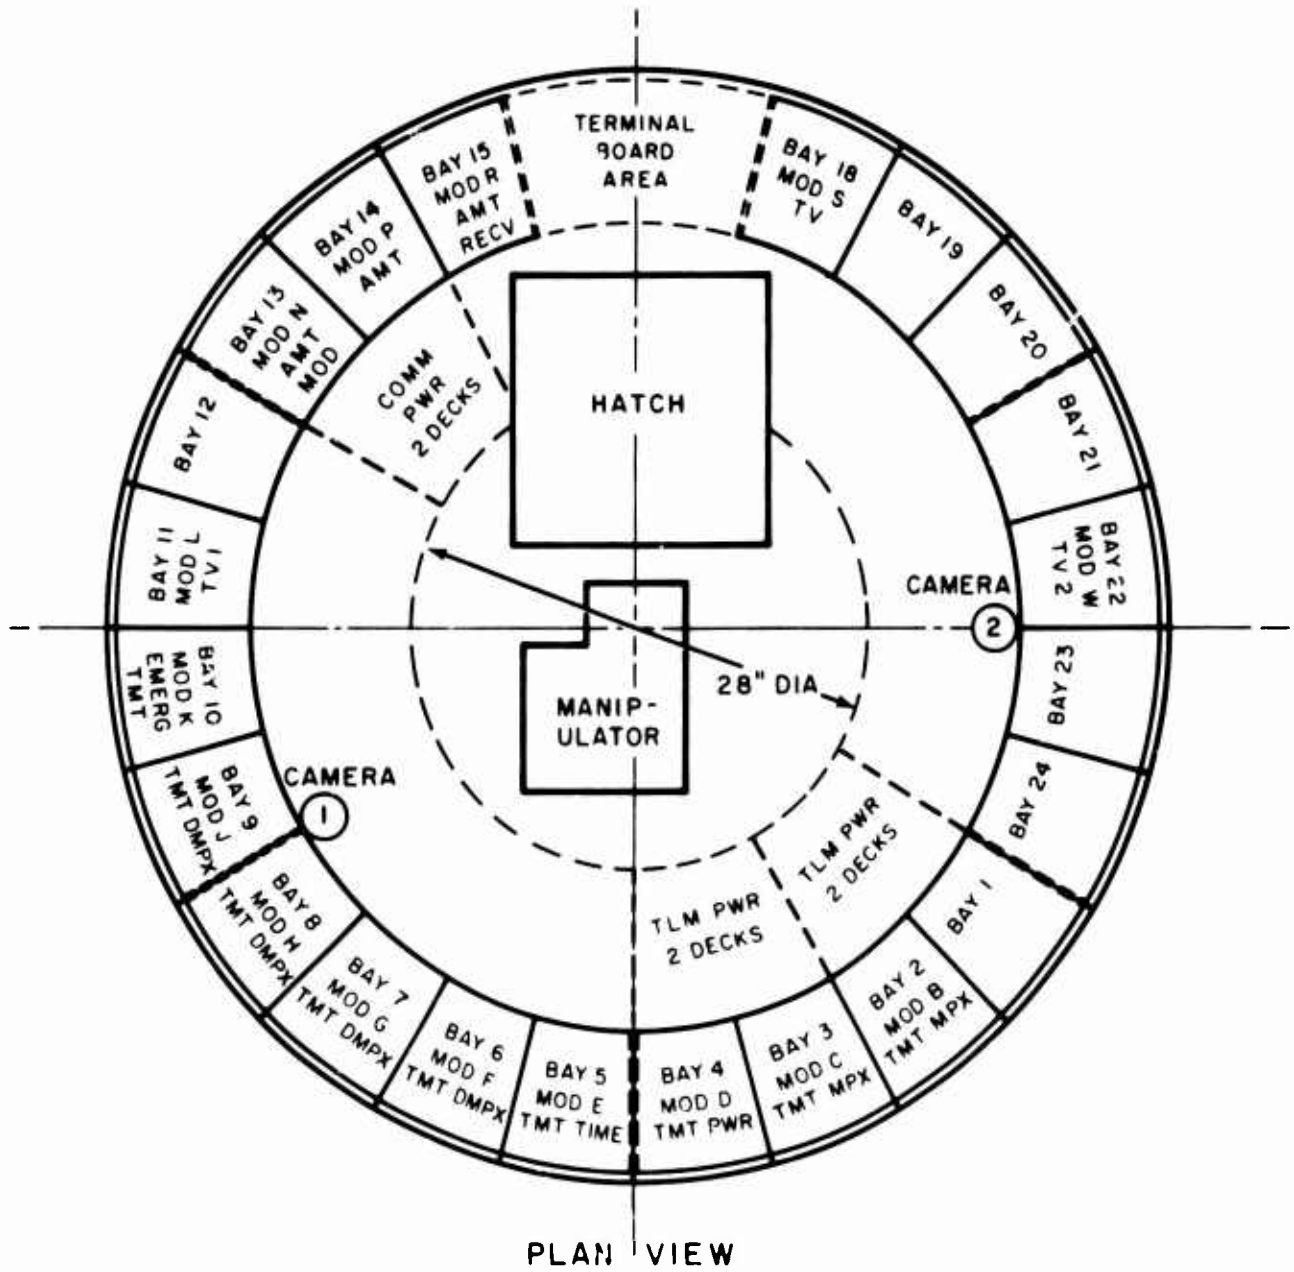 TERMINAL
BOARD
AREA
BAY 18
MOD S
TV
BAY 19
BAY 20
BAY 21
BAY 22
MOD W
TV 2
BAY 23
BAY 24
BAY 1
BAY 2
MOD B
TMT MPX
BAY 3
MOD C
TMT MPX
BAY 4
MOD D
TMT PWR
BAY 5
MOD E
TMT TIME
BAY 6
MOD F
TMT DMPX
BAY 7
MOD G
TMT DMPX
BAY 8
MOD H
TMT DMPX
BAY 9
MOD J
TMT DMPX
BAY 10
MOD K
EMERG
TMT
BAY 11
MOD L
TV 1
BAY 12
BAY 13
MOD N
AMT
MOD
BAY 14
MOD P
AMT
BAY 15
MOD R
AMT
RECV
COMM
PWR
2 DECKS
HATCH
CAMERA
2
28" DIA
MANIP-
ULATOR
CAMERA
1
TLM PWR
2 DECKS
TLM PWR
2 DECKS
PLAN VIEW